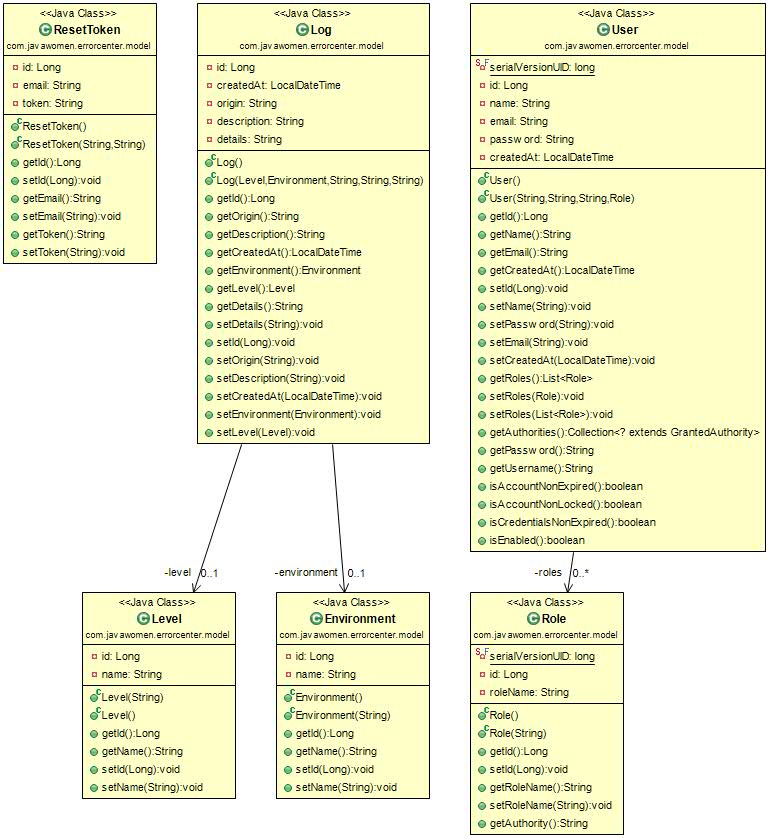 <<Java Class>>
ResetToken
com.javawomen.errorcenter.model
id: Long
email: String
token: String
ResetToken()
ResetToken(String,String)
getId():Long
setId(Long):void
getEmail():String
setEmail(String):void
getToken():String
setToken(String):void
<<Java Class>>
Log
com.javawomen.errorcenter.model
id: Long
createdAt: LocalDateTime
origin: String
description: String
details: String
Log()
Log(Level,Environment,String,String,String)
getId():Long
getOrigin():String
getDescription():String
getCreatedAt():LocalDateTime
getEnvironment():Environment
getLevel():Level
getDetails():String
setDetails(String):void
setId(Long):void
setOrigin(String):void
setDescription(String):void
setCreatedAt(LocalDateTime):void
setEnvironment(Environment):void
setLevel(Level):void
<<Java Class>>
User
com.javawomen.errorcenter.model
serialVersionUID: long
id: Long
name: String
email: String
password: String
createdAt: LocalDateTime
User()
User(String,String,String,Role)
getId():Long
getName():String
getEmail():String
getCreatedAt():LocalDateTime
setId(Long):void
setName(String):void
setPassword(String):void
setEmail(String):void
setCreatedAt(LocalDateTime):void
getRoles():List<Role>
setRoles(Role):void
setRoles(List<Role>):void
getAuthorities():Collection<? extends GrantedAuthority>
getPassword():String
getUsername():String
isAccountNonExpired():boolean
isAccountNonLocked():boolean
isCredentialsNonExpired():boolean
isEnabled():boolean
-level 0..1
-environment 0..1
-roles 0..*
<<Java Class>>
Level
com.javawomen.errorcenter.model
id: Long
name: String
Level(String)
Level()
getId():Long
getName():String
setId(Long):void
setName(String):void
<<Java Class>>
Environment
com.javawomen.errorcenter.model
id: Long
name: String
Environment()
Environment(String)
getId():Long
getName():String
setId(Long):void
setName(String):void
<<Java Class>>
Role
com.javawomen.errorcenter.model
serialVersionUID: long
id: Long
roleName: String
Role()
Role(String)
getId():Long
setId(Long):void
getRoleName():String
setRoleName(String):void
getAuthority():String